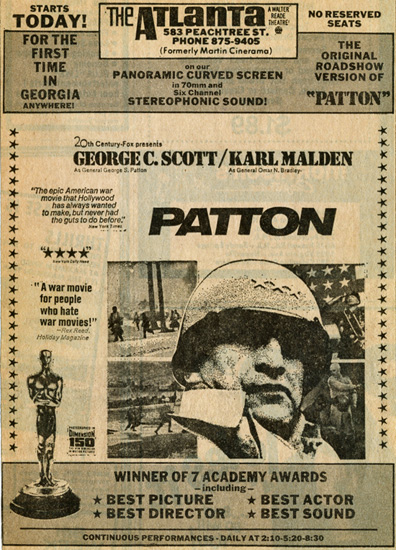 STARTS
TODAY!
FOR THE
FIRST
TIME
IN
GEORGIA
ANYWHERE!
THE Atlanta
A WALTER
READE
THEATRE!
583 PEACHTREE ST.
PHONE 875-9405
(Formerly Martin Cinerama)
on our
PANORAMIC CURVED SCREEN
in 70mm and
Six Channel
STEREOPHONIC SOUND!
NO RESERVED
SEATS
THE
ORIGINAL
ROADSHOW
VERSION OF
"PATTON"
20th Century-Fox presents
GEORGE C. SCOTT/KARL MALDEN
As General George S. Patton
As General Omar N. Bradley
"The epic American war
movie that Hollywood
has always wanted
to make, but never had
the guts to do before."
New York Times
PATTON
"★★★★"
New York Daily News
"A war movie
for people
who hate
war movies!"
—Rex Reed,
Holiday Magazine
PHOTOGRAPHED IN
DIMENSION
150
WINNER OF 7 ACADEMY AWARDS
—including—
★ BEST PICTURE ★ BEST ACTOR
★ BEST DIRECTOR ★ BEST SOUND
CONTINUOUS PERFORMANCES - DAILY AT 2:10-5:20-8:30